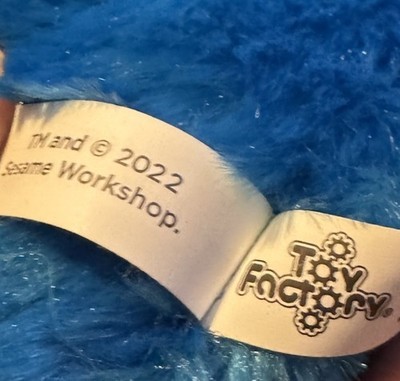 TM and © 2022
Sesame Workshop.
Toy
Factory®